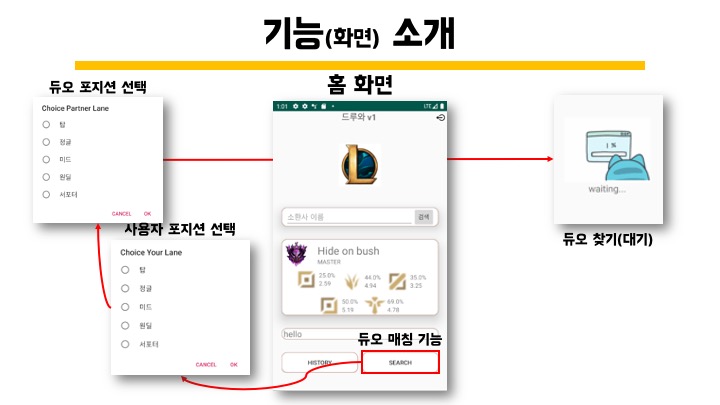 기능(화면) 소개
듀오 포지션 선택
Choice Partner Lane
탑
정글
미드
원딜
서포터
CANCEL OK
사용자 포지션 선택
Choice Your Lane
탑
정글
미드
원딜
서포터
CANCEL OK
홈 화면
1:01
LTE
드루와 v1
소환사 이름
검색
Hide on bush
MASTER
25.0%
2.59
44.0%
4.94
35.0%
3.25
50.0%
5.19
69.0%
4.78
hello
듀오 매칭 기능
HISTORY
SEARCH
1 %
waiting...
듀오 찾기(대기)